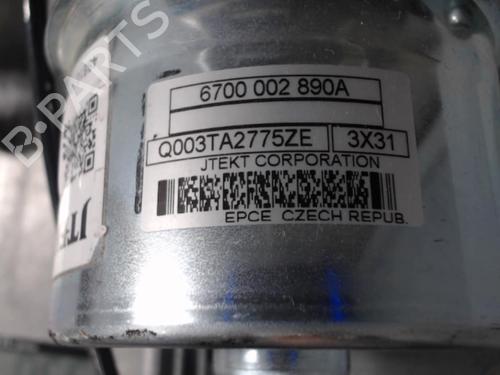 B-PARTS
6700 002 890A
Q003TA2775ZE 3X31
JTEKT CORPORATION
EPCE CZECH REPUB.